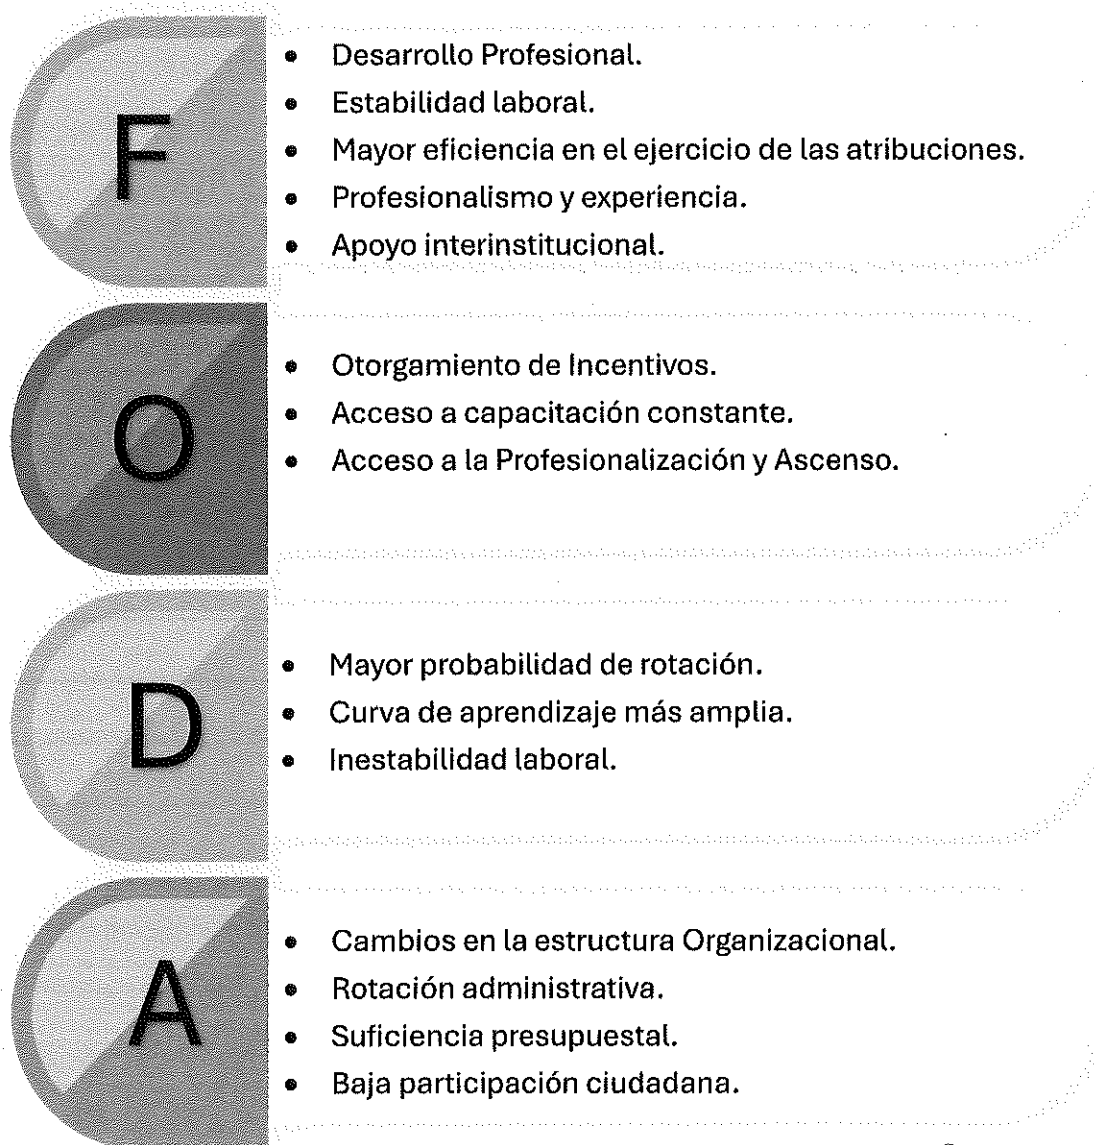 F
• Desarrollo Profesional.
• Estabilidad laboral.
• Mayor eficiencia en el ejercicio de las atribuciones.
• Profesionalismo y experiencia.
• Apoyo interinstitucional.
O
• Otorgamiento de Incentivos.
• Acceso a capacitación constante.
• Acceso a la Profesionalización y Ascenso.
D
• Mayor probabilidad de rotación.
• Curva de aprendizaje más amplia.
• Inestabilidad laboral.
A
• Cambios en la estructura Organizacional.
• Rotación administrativa.
• Suficiencia presupuestal.
• Baja participación ciudadana.